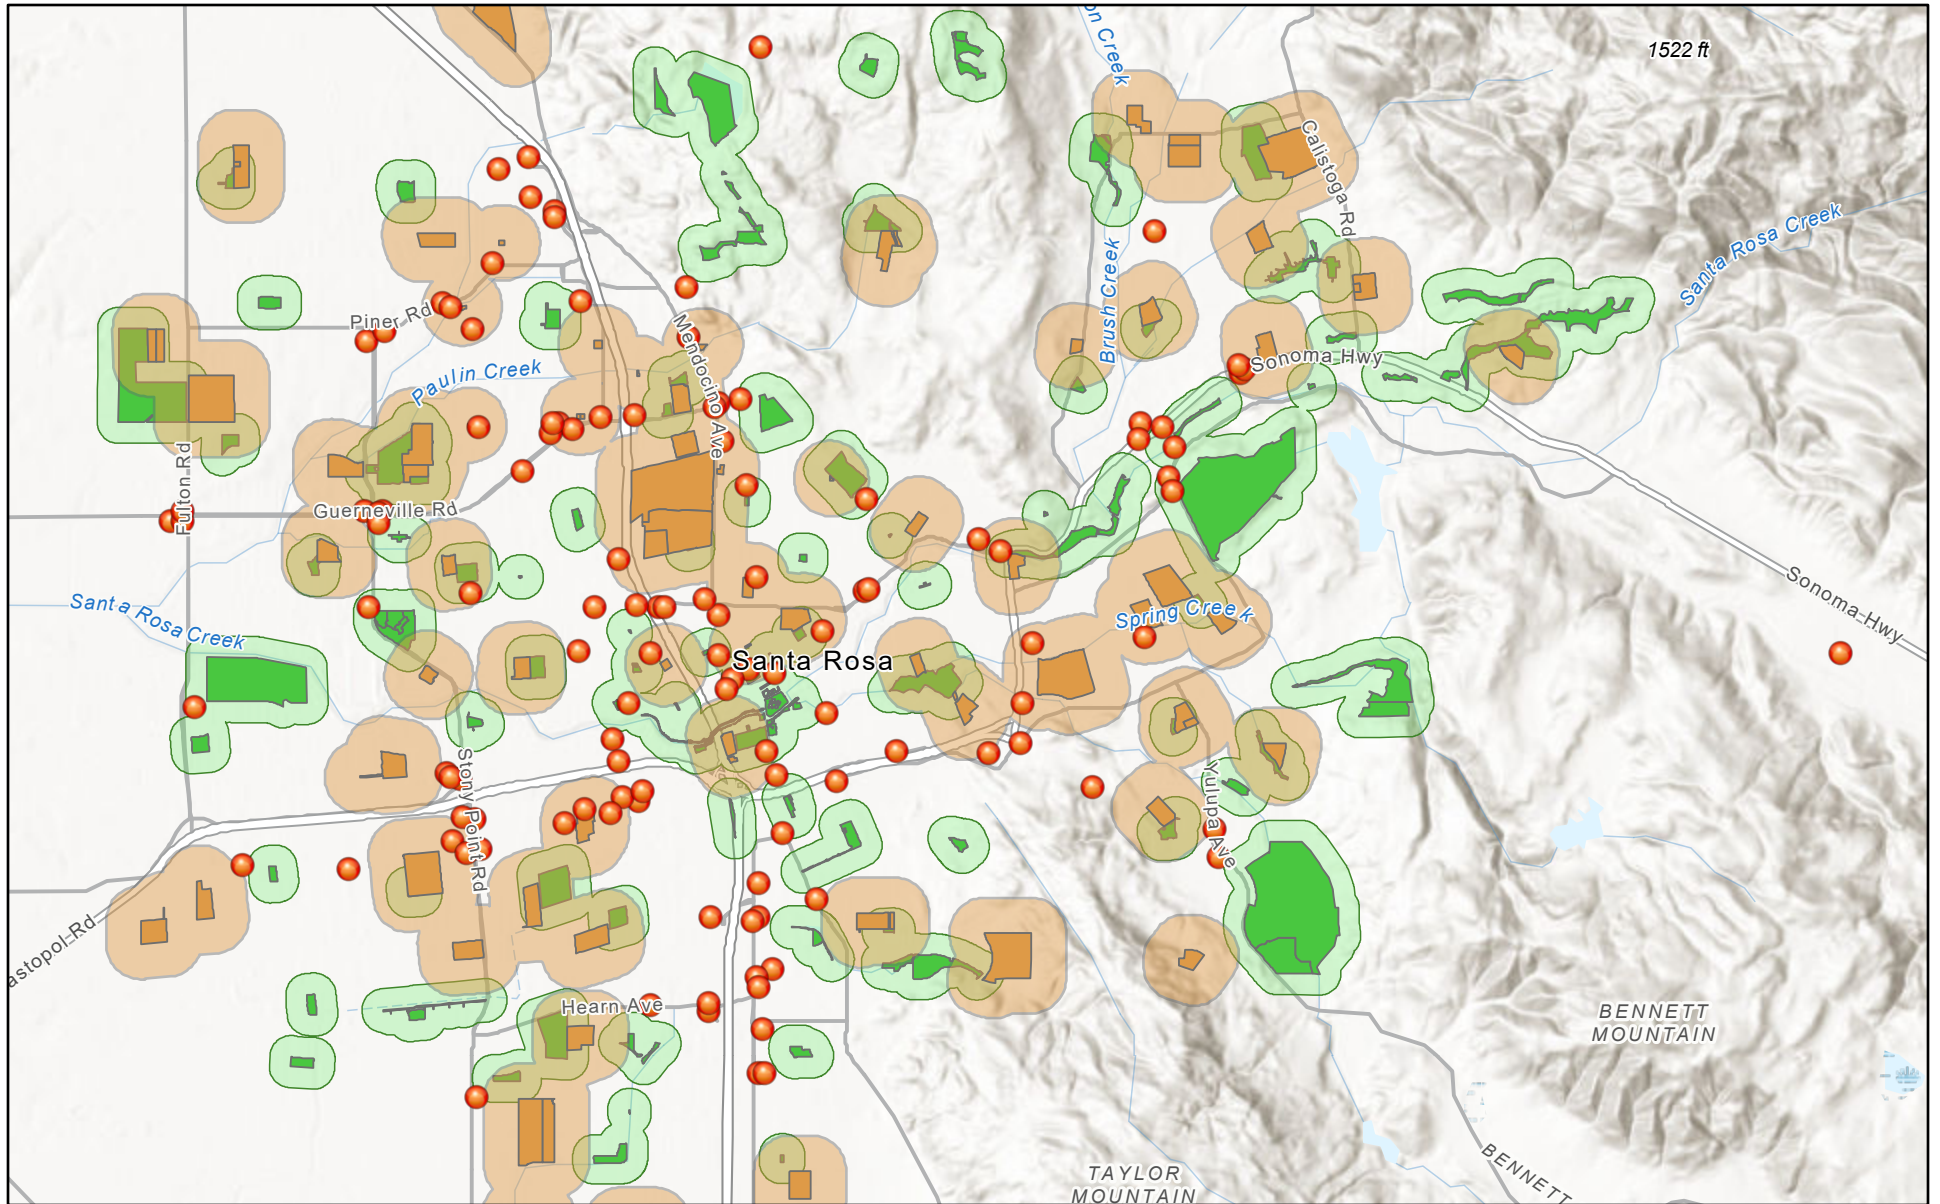 on Creek
1522 ft
Calistoga Rd
Santa Rosa Creek
Brush Creek
Piner Rd
Mendocino Ave
Sonoma Hwy
Paulin Creek
Fulton Rd
Guerneville Rd
Sonoma Hwy
Santa Rosa Creek
Spring Creek
Santa Rosa
Stony Point Rd
Yulupa Ave
astopol Rd
Hearn Ave
BENNETT
MOUNTAIN
TAYLOR
MOUNTAIN
BENNETT